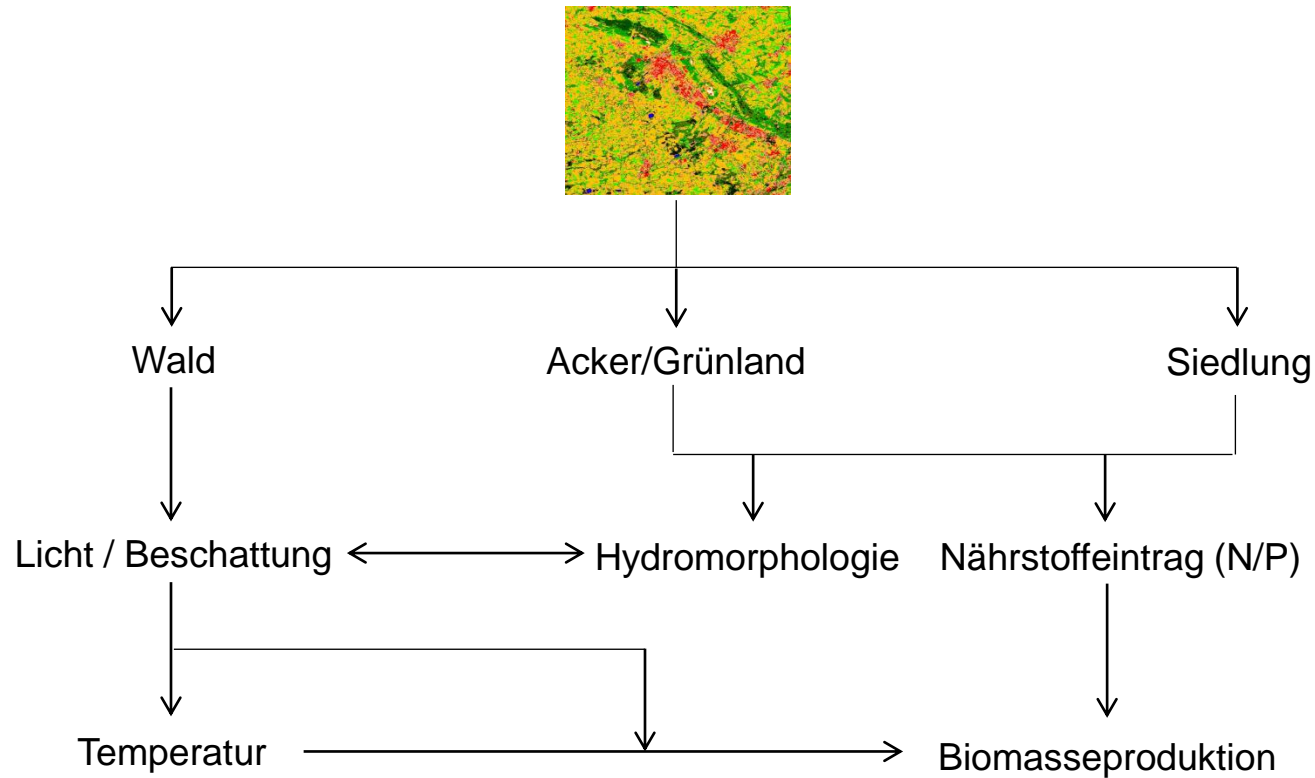 Wald
Acker/Grünland
Siedlung
Licht / Beschattung
Hydromorphologie
Nährstoffeintrag (N/P)
Temperatur
Biomasseproduktion